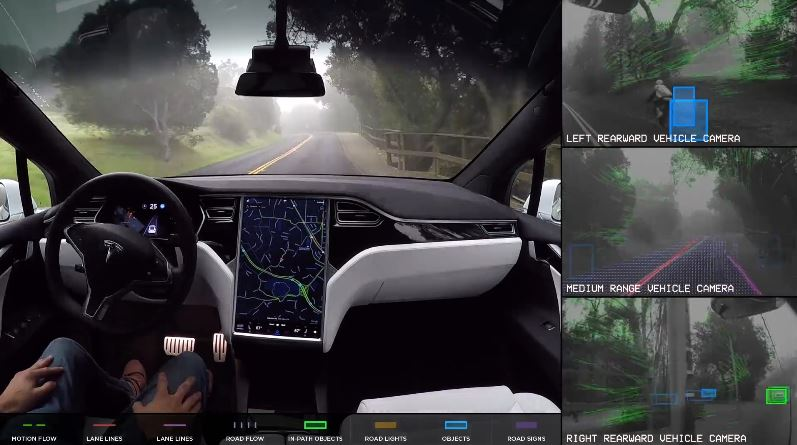 25
LEFT REARWARD VEHICLE CAMERA
MEDIUM RANGE VEHICLE CAMERA
RIGHT REARWARD VEHICLE CAMERA
MOTION FLOW
LANE LINES
LANE LINES
ROAD FLOW
IN-PATH OBJECTS
ROAD LIGHTS
OBJECTS
ROAD SIGNS